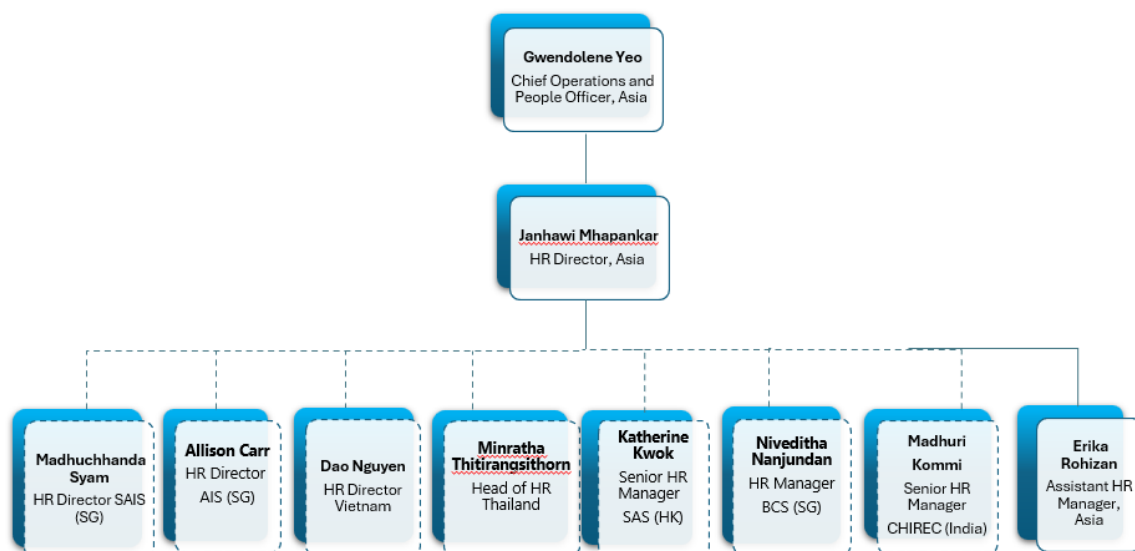 Gwendolene Yeo
Chief Operations and
People Officer, Asia
Janhawi Mhapankar
HR Director, Asia
Madhuchhanda
Syam
HR Director SAIS
(SG)
Allison Carr
HR Director
AIS (SG)
Dao Nguyen
HR Director
Vietnam
Minratha
Thitirangsithorn
Head of HR
Thailand
Katherine
Kwok
Senior HR
Manager
SAS (HK)
Niveditha
Nanjundan
HR Manager
BCS (SG)
Madhuri
Kommi
Senior HR
Manager
CHIREC (India)
Erika
Rohizan
Assistant HR
Manager,
Asia